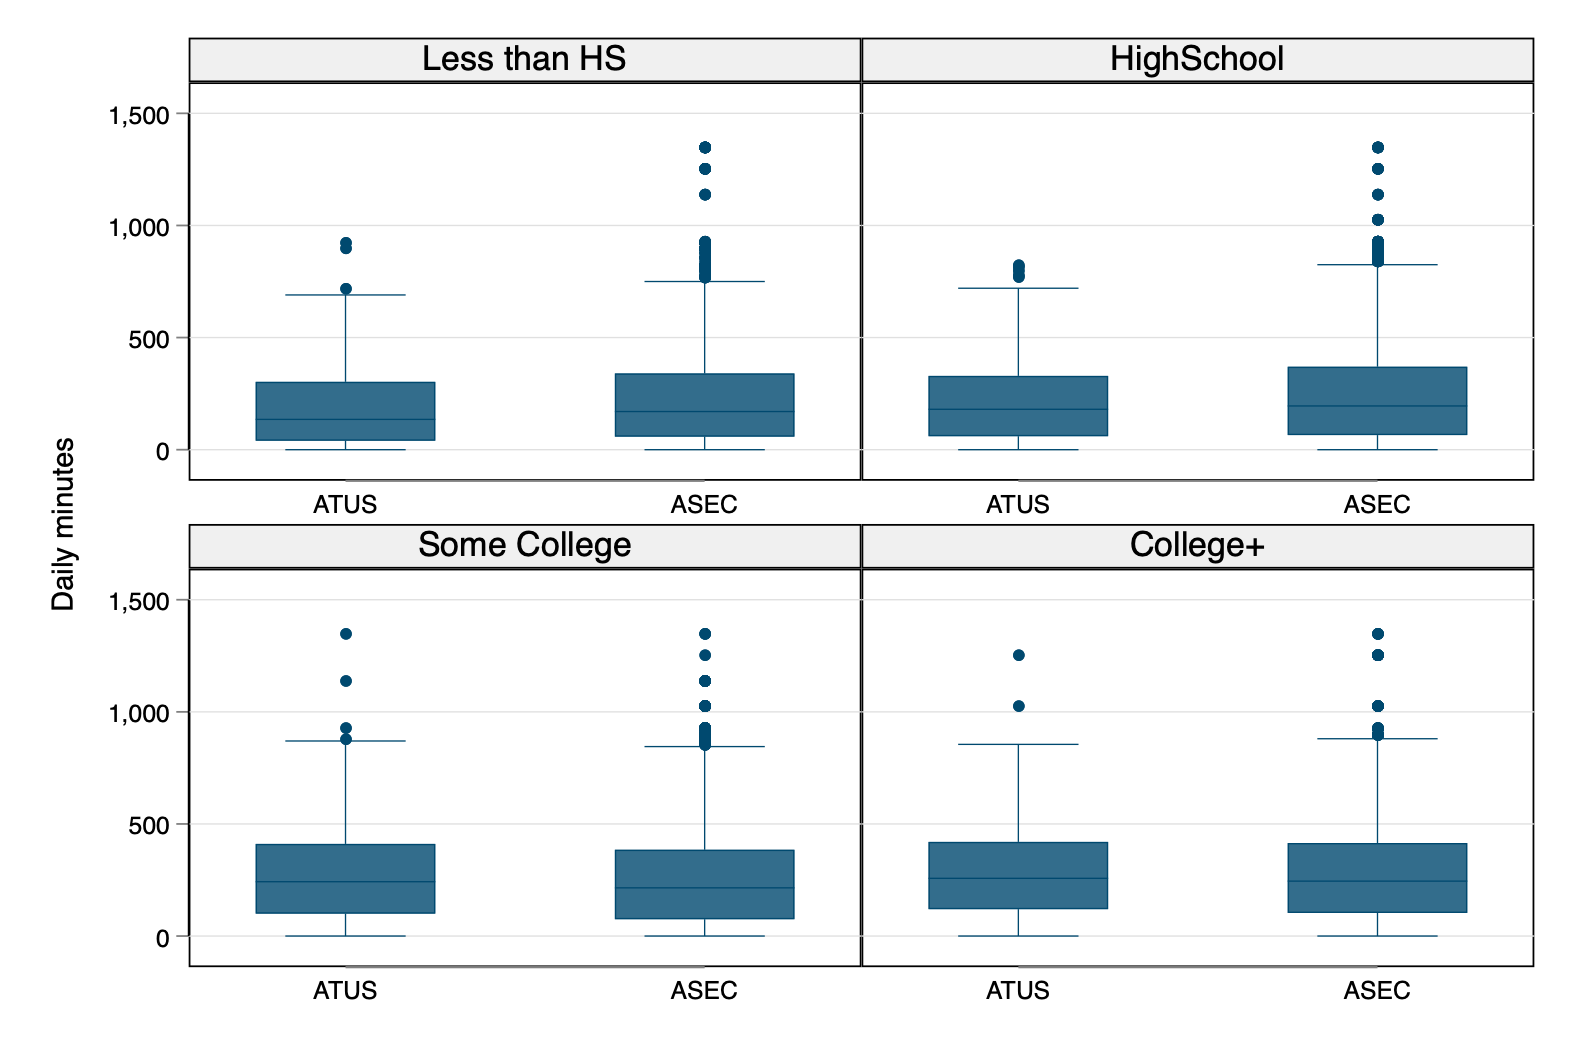 Less than HS
HighSchool
1,500
1,000
500
0
ATUS
ASEC
ATUS
ASEC
Daily minutes
Some College
College+
1,500
1,000
500
0
ATUS
ASEC
ATUS
ASEC